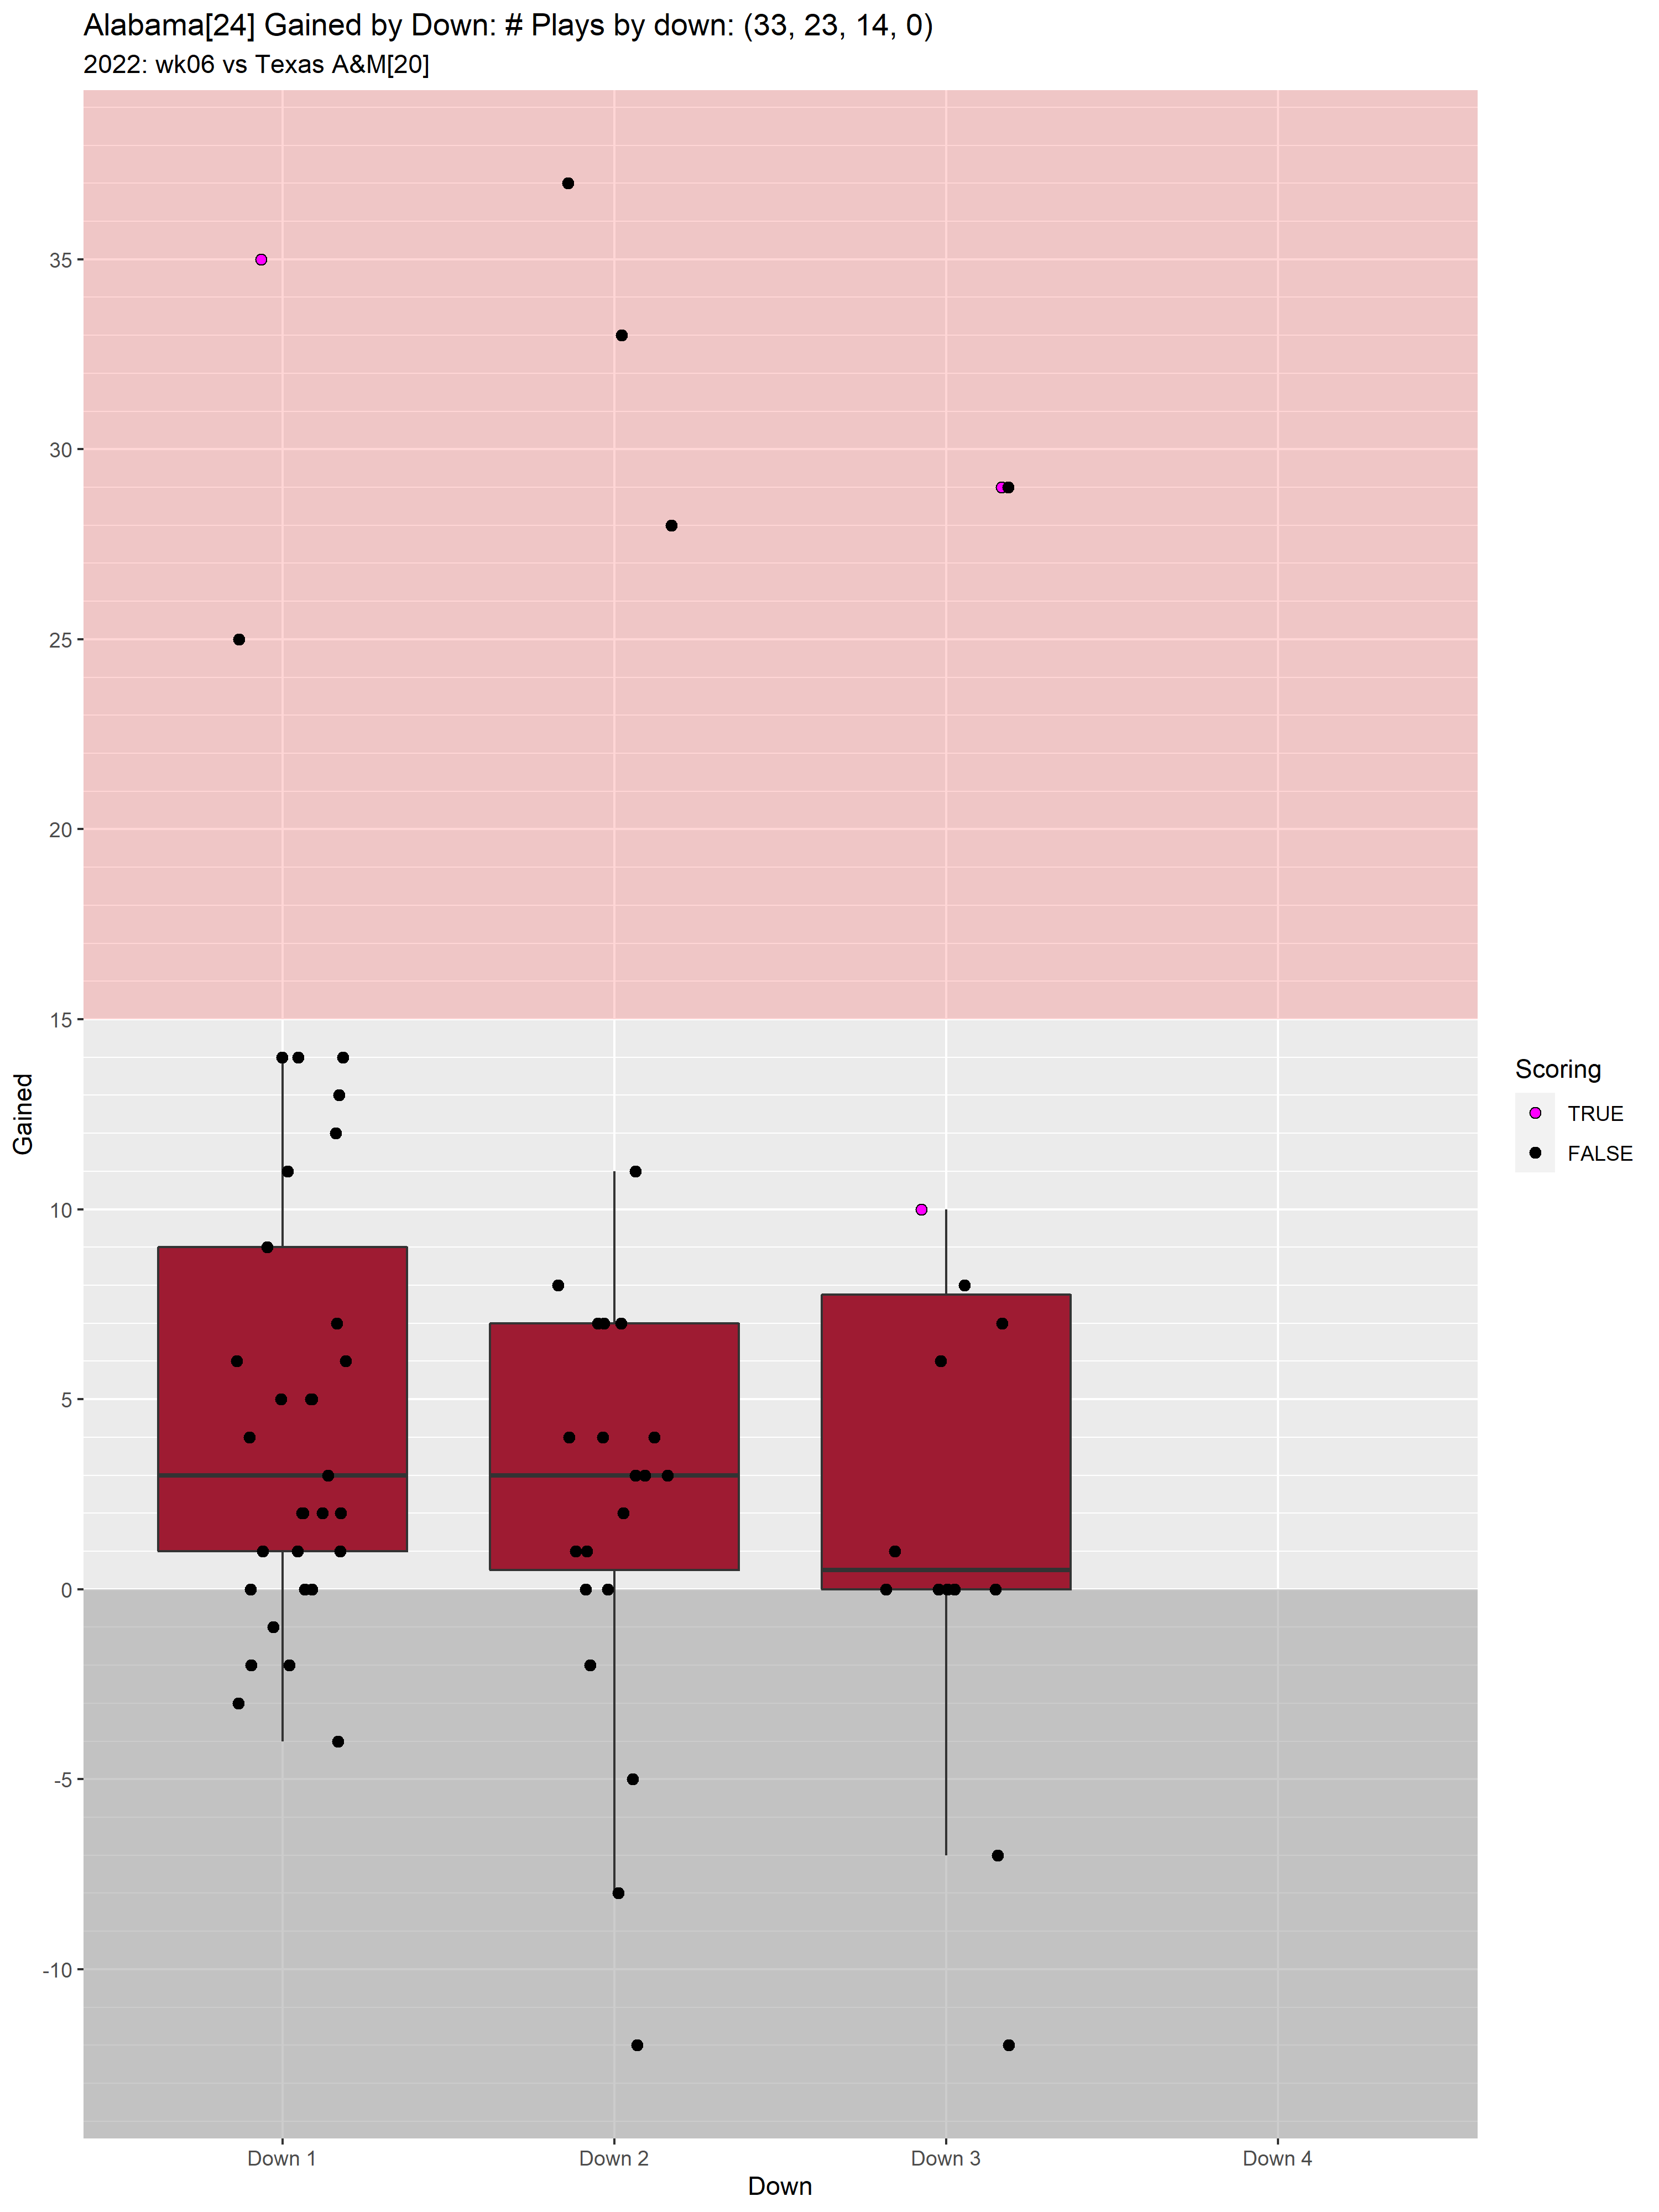 Alabama[24] Gained by Down: # Plays by down: (33, 23, 14, 0)
2022: wk06 vs Texas A&M[20]
Gained
35
30
25
20
15
10
5
0
-5
-10
Down 1
Down 2
Down 3
Down 4
Down
Scoring
TRUE
FALSE